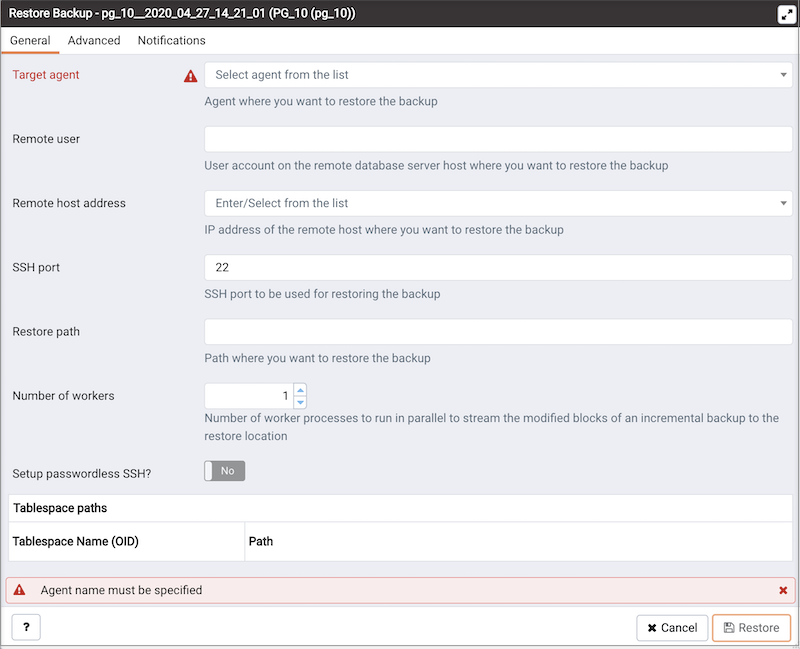 Restore Backup - pg_10__2020_04_27_14_21_01 (PG_10 (pg_10))
General Advanced Notifications
Target agent Select agent from the list
Agent where you want to restore the backup
Remote user
User account on the remote database server host where you want to restore the backup
Remote host address Enter/Select from the list
IP address of the remote host where you want to restore the backup
SSH port 22
SSH port to be used for restoring the backup
Restore path
Path where you want to restore the backup
Number of workers 1
Number of worker processes to run in parallel to stream the modified blocks of an incremental backup to the
restore location
Setup passwordless SSH? No
Tablespace paths
Tablespace Name (OID) Path
Agent name must be specified
? Cancel Restore